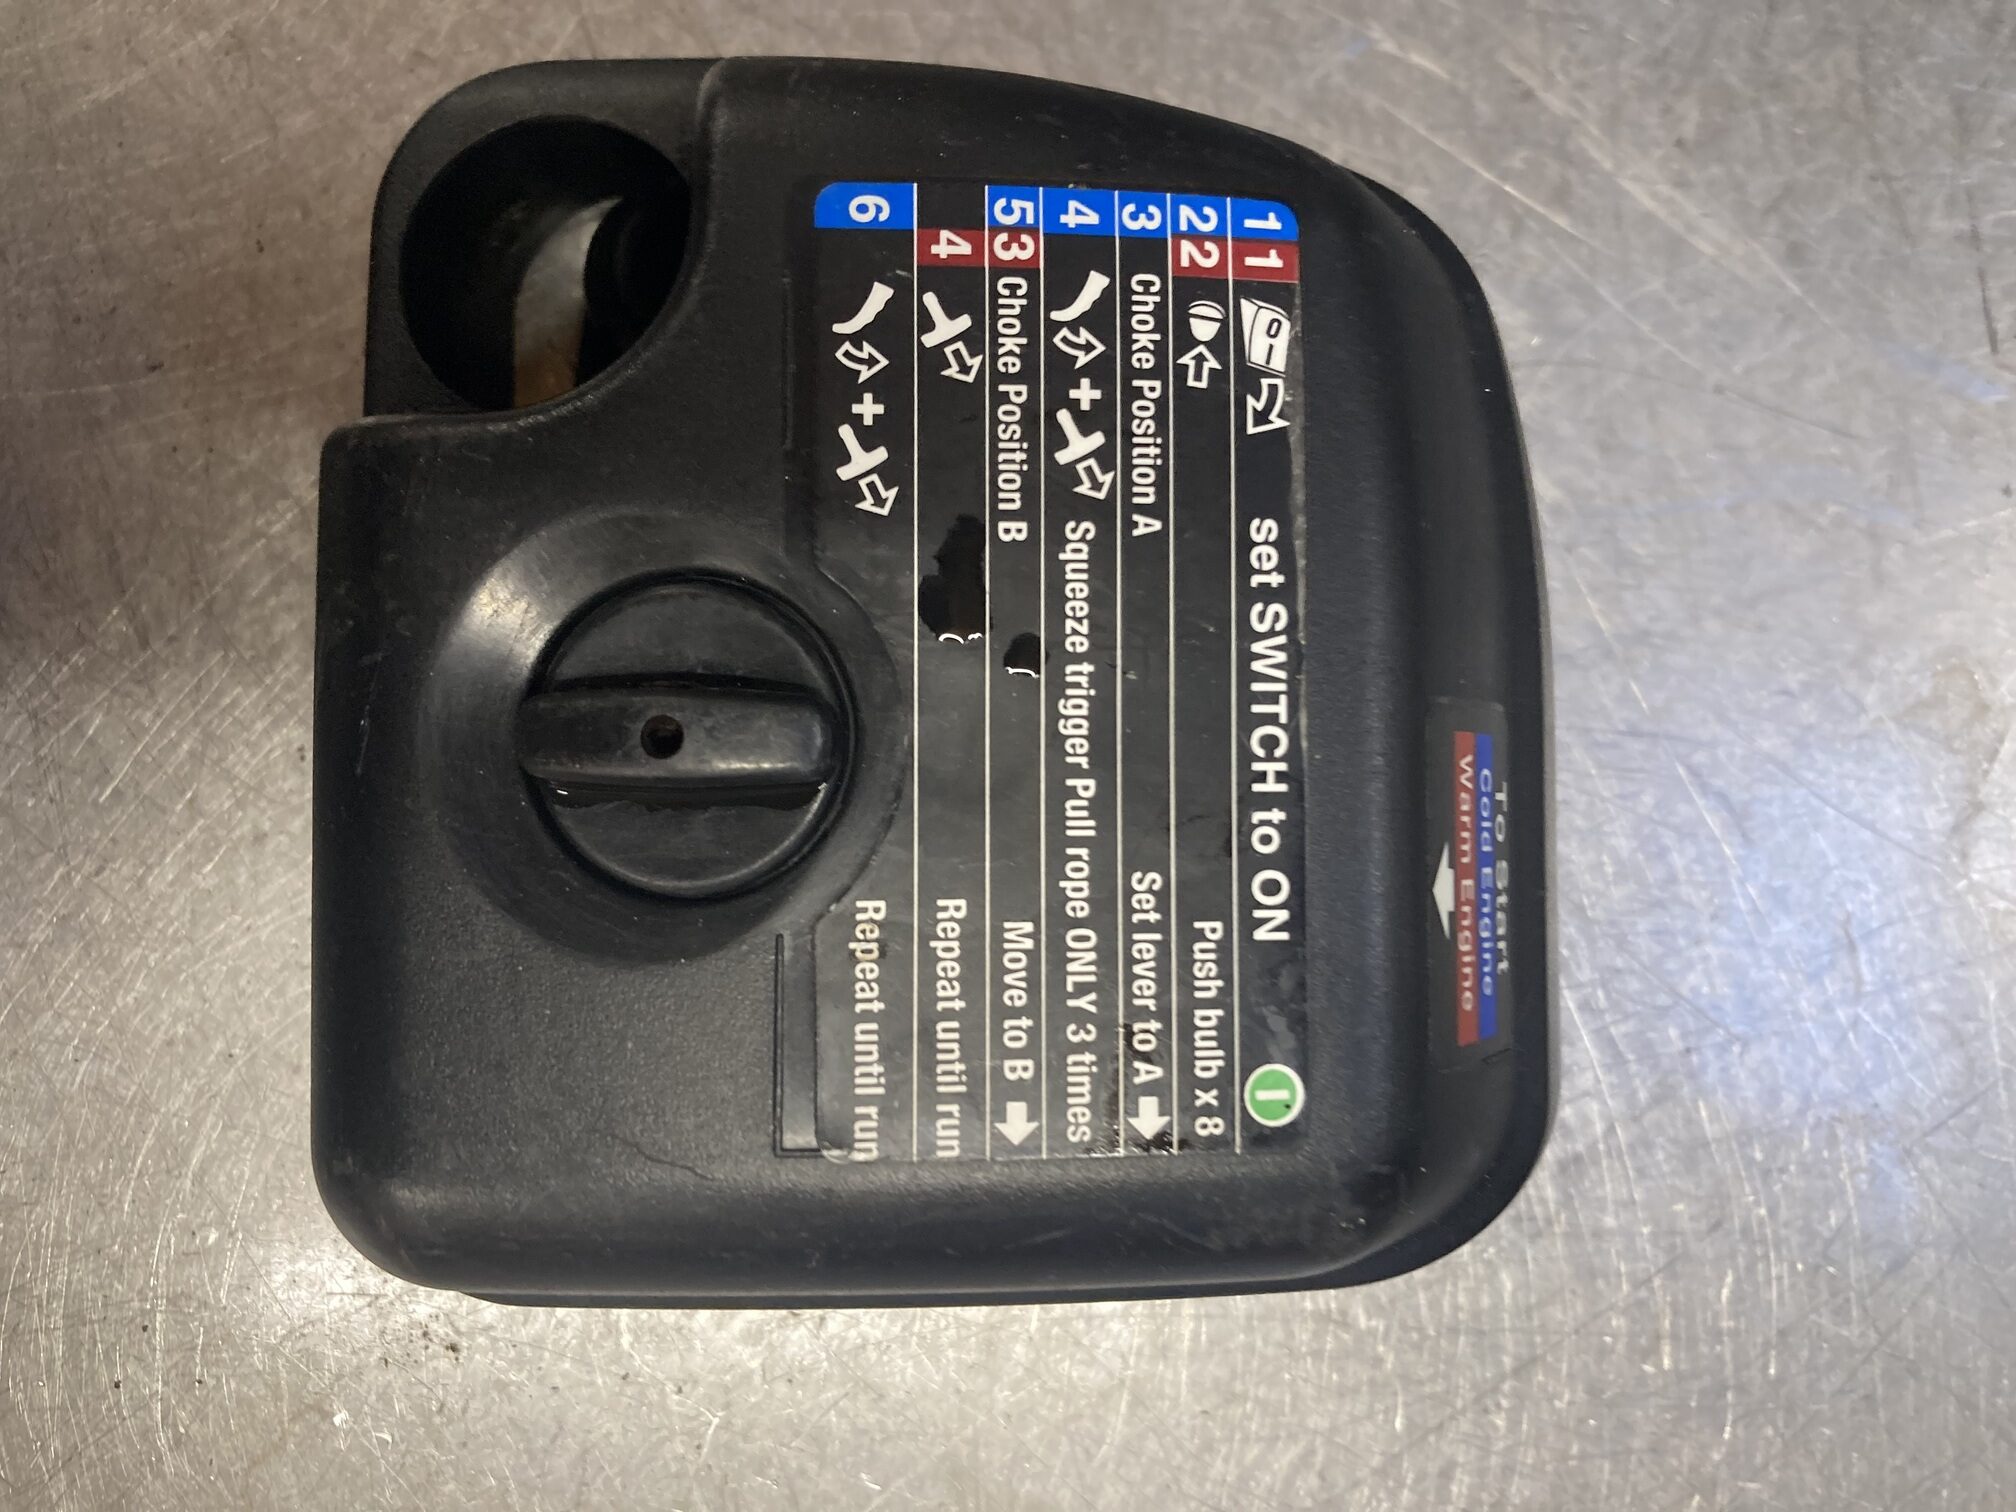 To Start
Cold Engine
Warm Engine
1 1 set SWITCH to ON I
2 2 Push bulb x 8
3 Choke Position A Set lever to A
4 + Squeeze trigger Pull rope ONLY 3 times
5 3 Choke Position B Move to B
4 Repeat until run
6 + Repeat until run